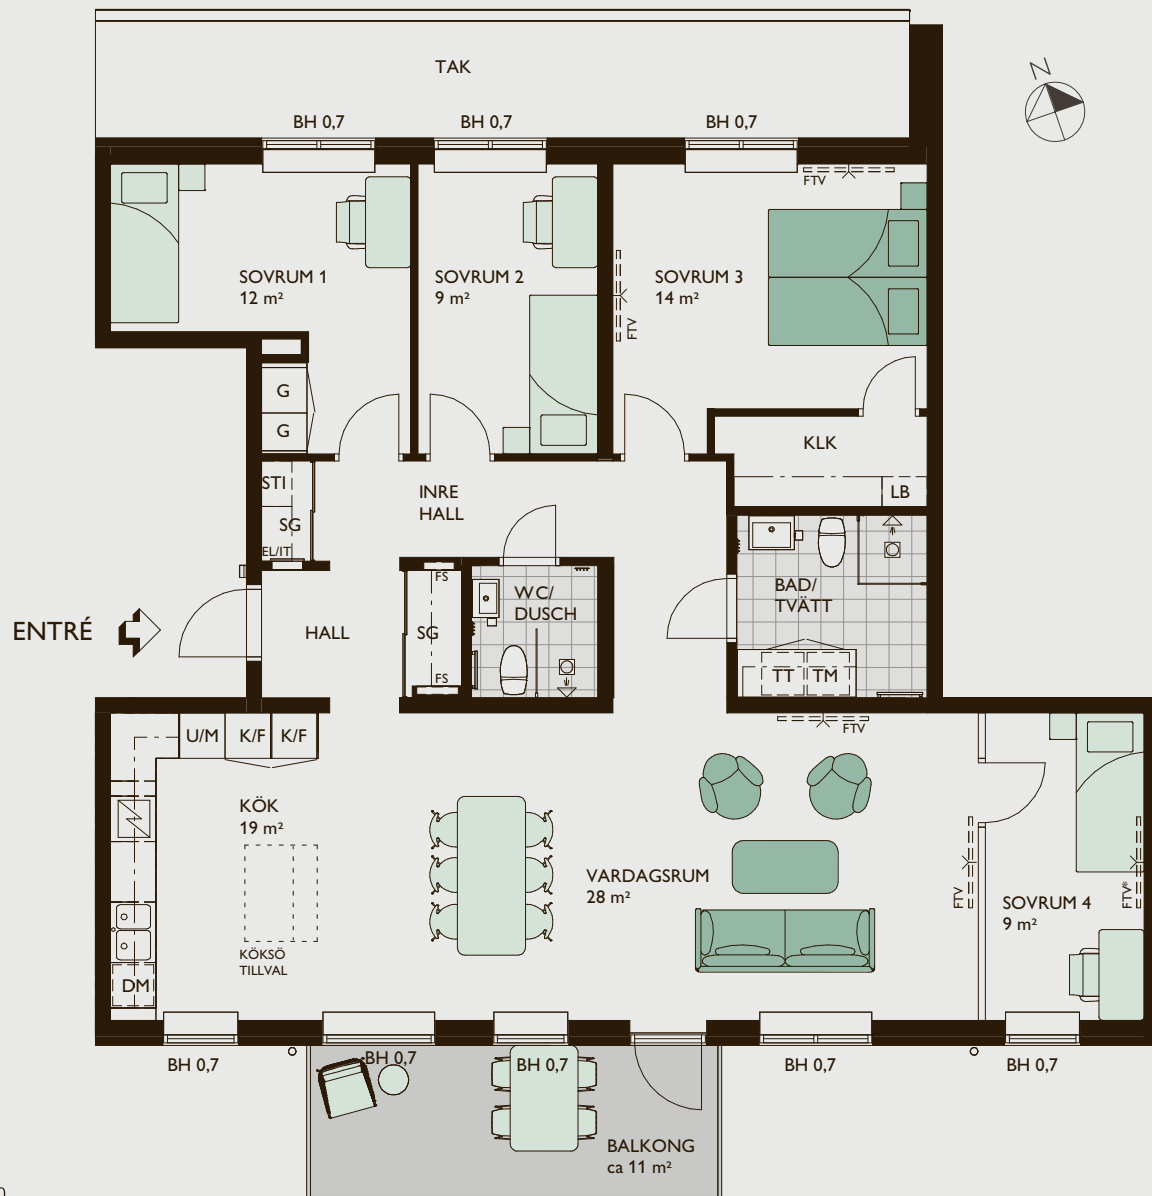 TAK
N
BH 0,7
BH 0,7
BH 0,7
FTV
SOVRUM 1
12 m²
SOVRUM 2
9 m²
SOVRUM 3
14 m²
FTV
G
G
KLK
STI
SG
EL/IT
INRE
HALL
LB
FS
WC/
DUSCH
BAD/
TVÄTT
ENTRÉ
HALL
SG
FS
TT
TM
U/M
K/F
K/F
FTV
KÖK
19 m²
VARDAGSRUM
28 m²
FTV
FTV*
SOVRUM 4
9 m²
KÖKSÖ
TILLVAL
DM
BH 0,7
BH 0,7
BH 0,7
BH 0,7
BH 0,7
BALKONG
ca 11 m²